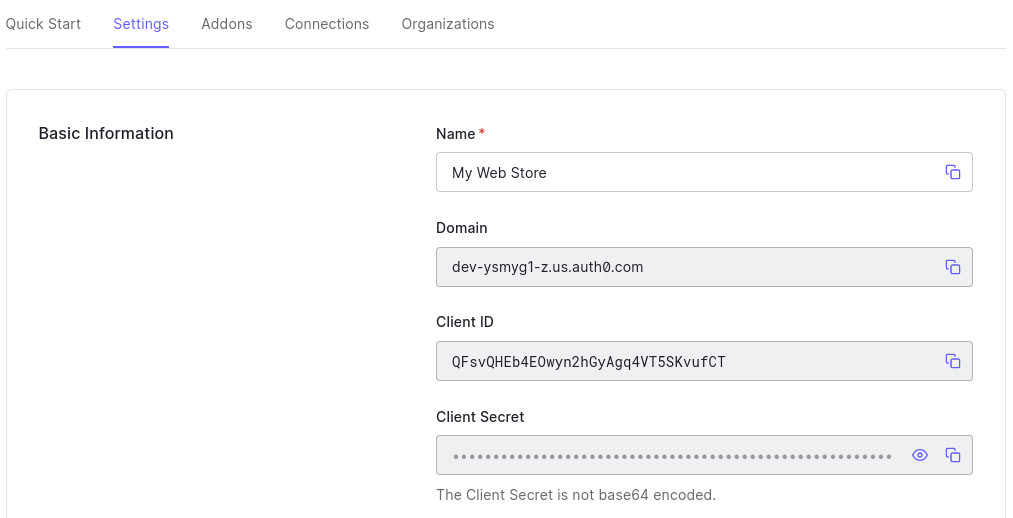 Quick Start Settings Addons Connections Organizations
Basic Information
Name *
My Web Store
Domain
dev-ysmyg1-z.us.auth0.com
Client ID
QFsvQHEb4EOwyn2hGyAgq4VT5SKvufCT
Client Secret
The Client Secret is not base64 encoded.